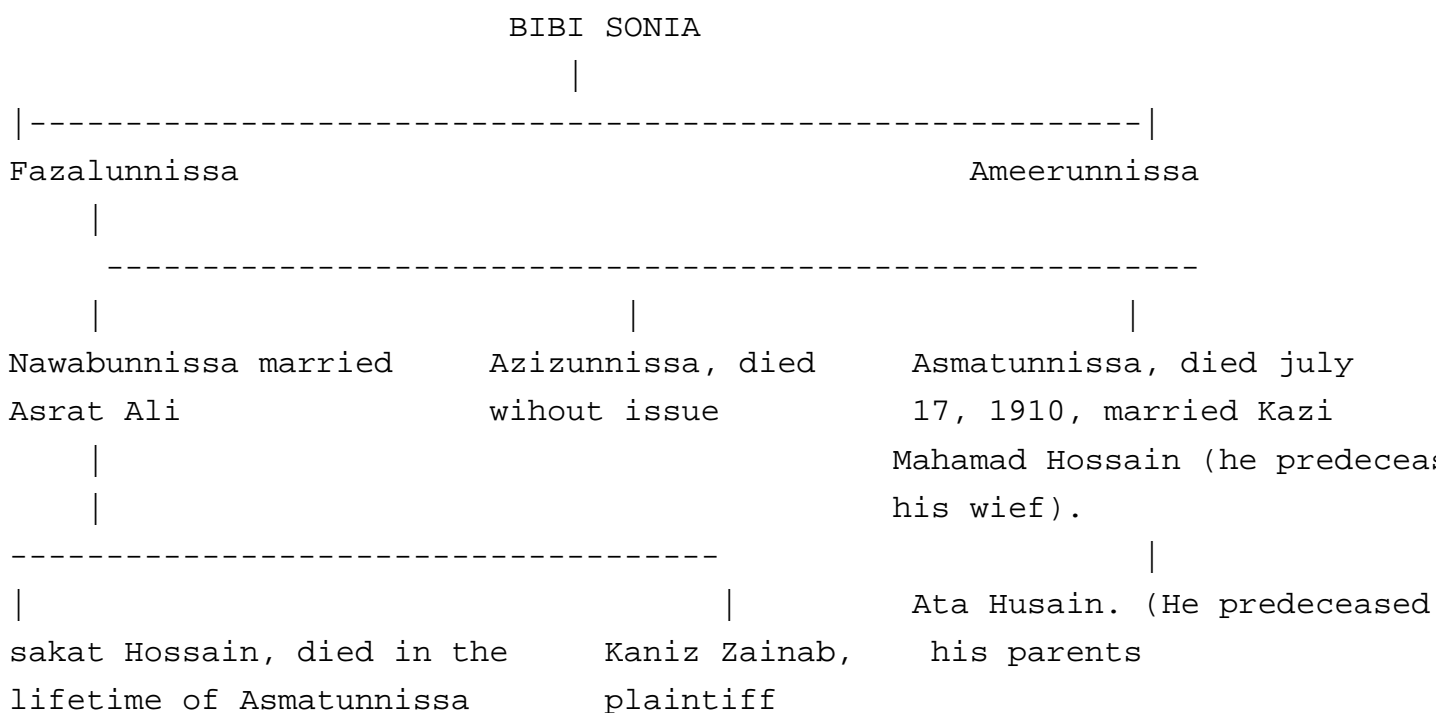 BIBI SONIA
Fazalunnissa Ameerunnissa
Nawabunnissa married Azizunnissa, died Asmatunnissa, died july
Asrat Ali wihout issue 17, 1910, married Kazi
Mahamad Hossain (he predeceas
his wief).
Ata Husain. (He predeceased
sakat Hossain, died in the Kaniz Zainab, his parents
lifetime of Asmatunnissa plaintiff